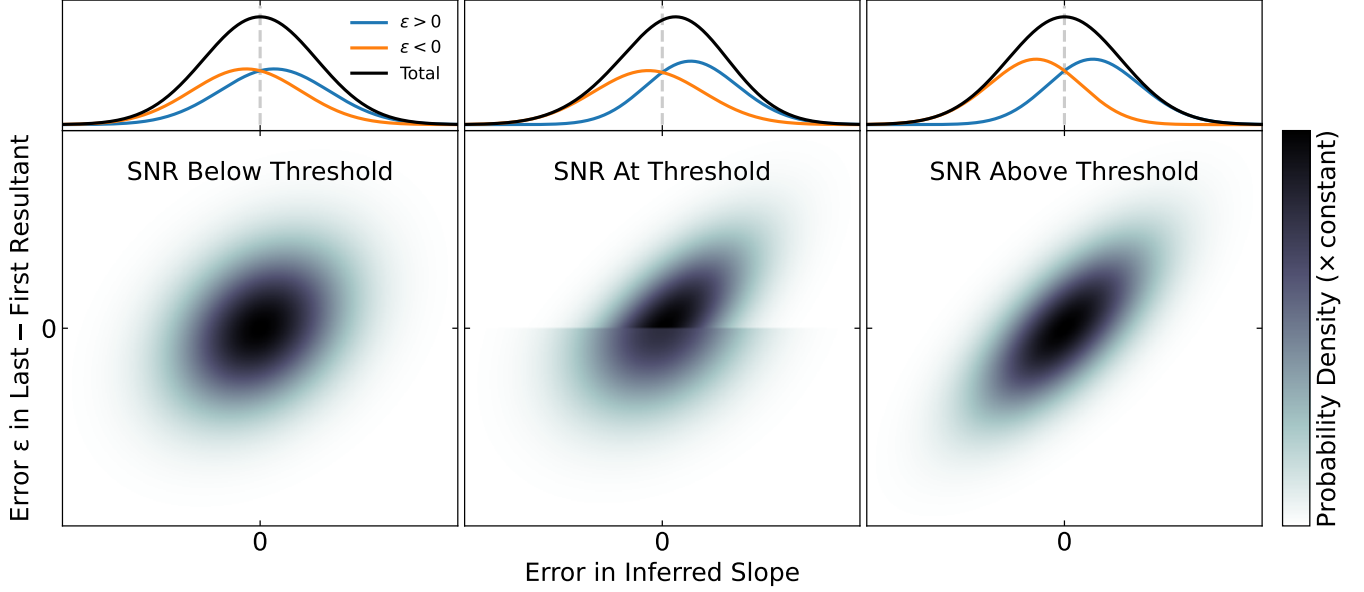 ε > 0
ε < 0
Total
SNR Below Threshold
SNR At Threshold
SNR Above Threshold
Error ε in Last − First Resultant
0
0
0
0
Error in Inferred Slope
Probability Density (× constant)